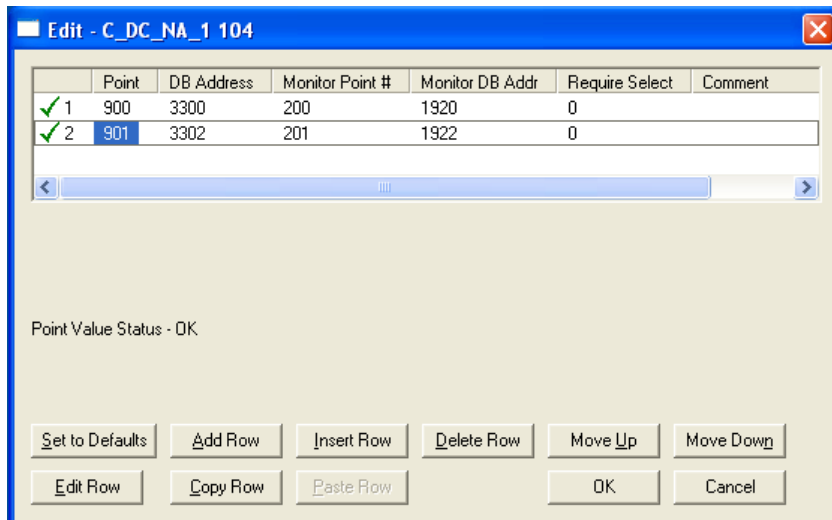 Edit - C_DC_NA_1 104
Point DB Address Monitor Point # Monitor DB Addr Require Select Comment
1 900 3300 200 1920 0
2 901 3302 201 1922 0
Point Value Status - OK
Set to Defaults Add Row Insert Row Delete Row Move Up Move Down
Edit Row Copy Row Paste Row OK Cancel